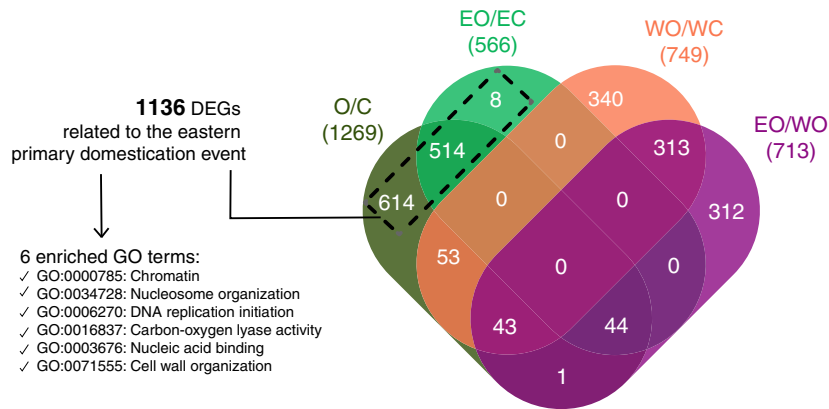 EO/EC
(566)
WO/WC
(749)
O/C
(1269)
EO/WO
(713)
1136 DEGs
related to the eastern
primary domestication event
8
340
514
0
313
614
0
0
312
53
0
0
43
44
1
6 enriched GO terms:
✓ GO:0000785: Chromatin
✓ GO:0034728: Nucleosome organization
✓ GO:0006270: DNA replication initiation
✓ GO:0016837: Carbon-oxygen lyase activity
✓ GO:0003676: Nucleic acid binding
✓ GO:0071555: Cell wall organization